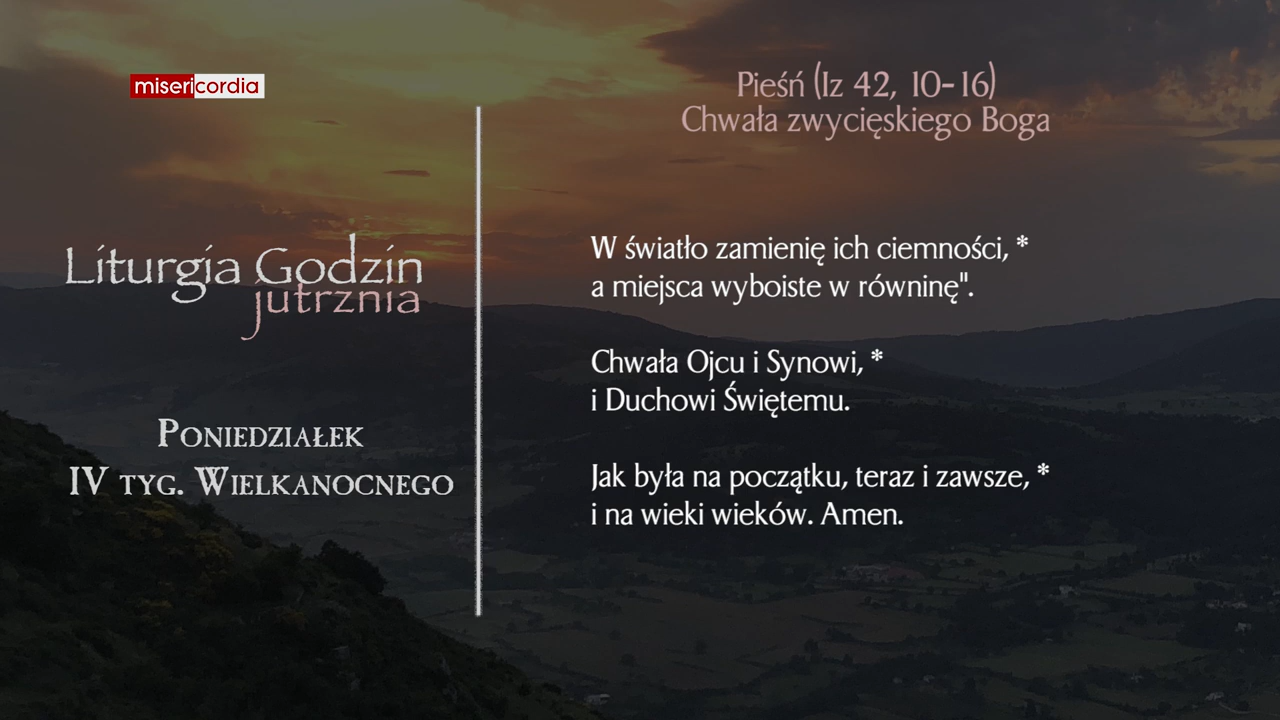 misericordia
Liturgia Godzin
jutrznia
Poniedziałek
IV tyg. Wielkanocnego
Pieśń (Iz 42, 10-16)
Chwała zwycięskiego Boga
W światło zamienię ich ciemności, *
a miejsca wyboiste w równinę".
Chwała Ojcu i Synowi, *
i Duchowi Świętemu.
Jak była na początku, teraz i zawsze, *
i na wieki wieków. Amen.